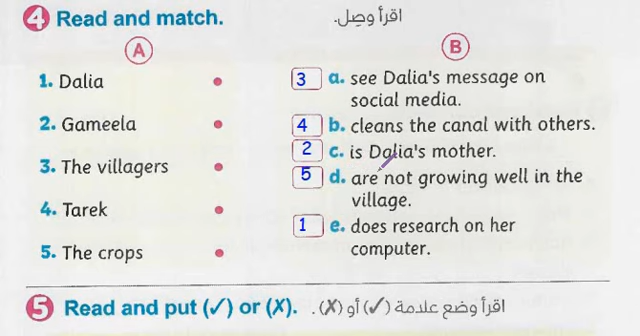 4 Read and match. اقرأ وصِل.
A B
1. Dalia
2. Gameela
3. The villagers
4. Tarek
5. The crops
3 a. see Dalia's message on
social media.
4 b. cleans the canal with others.
2 c. is Dalia's mother.
5 d. are not growing well in the
village.
1 e. does research on her
computer.
5 Read and put (✓) or (✗). اقرأ وضع علامة (✓) أو (✗).